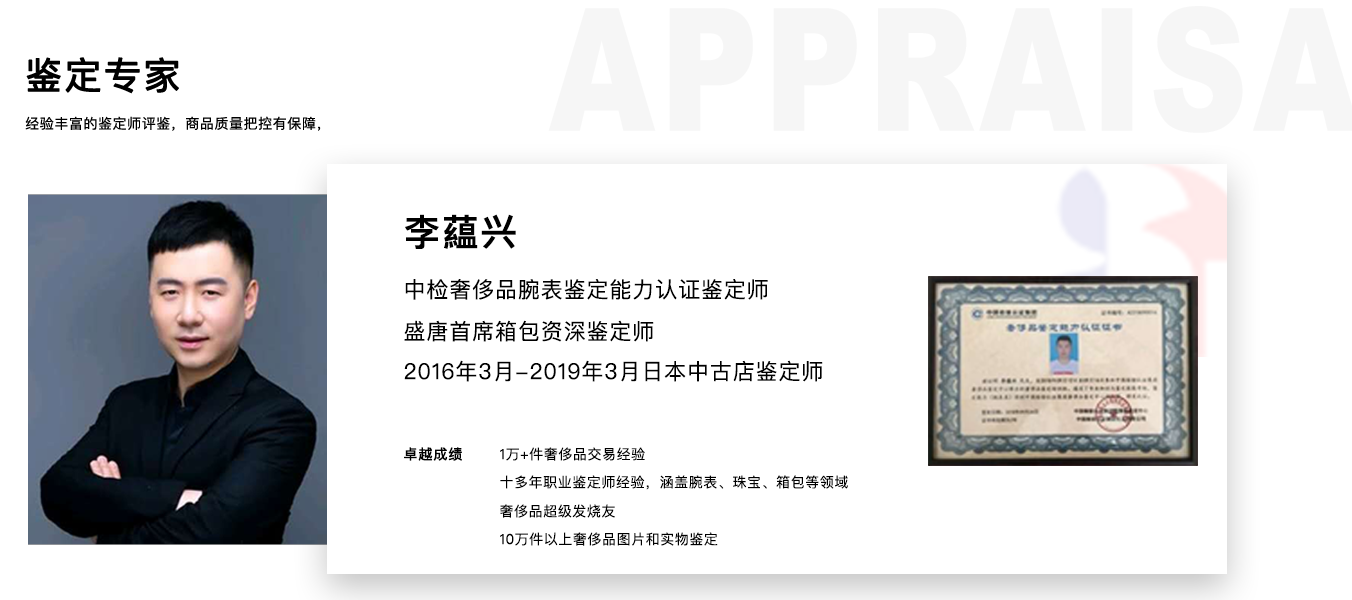 APPRAISA
鉴定专家
经验丰富的鉴定师评鉴，商品质量把控有保障，
李蘊兴
中检奢侈品腕表鉴定能力认证鉴定师
盛唐首席箱包资深鉴定师
2016年3月-2019年3月日本中古店鉴定师
卓越成绩 1万+件奢侈品交易经验
十多年职业鉴定师经验，涵盖腕表、珠宝、箱包等领域
奢侈品超级发烧友
10万件以上奢侈品图片和实物鉴定
奢侈品鉴定能力认证证书